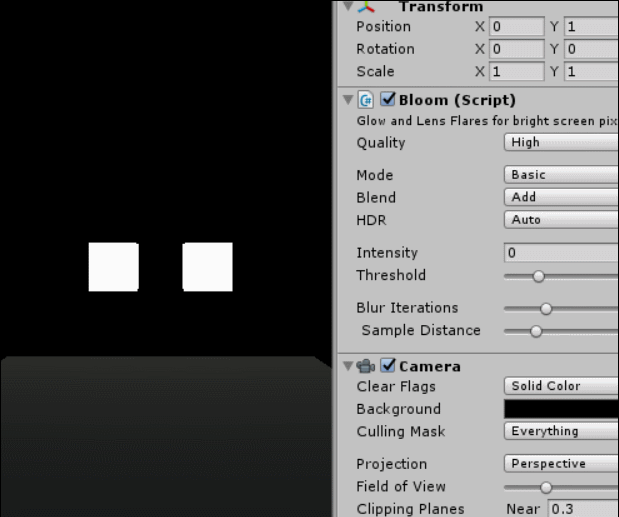 Transform
Position X 0 Y 1
Rotation X 0 Y 0
Scale X 1 Y 1
Bloom (Script)
Glow and Lens Flares for bright screen pix
Quality High
Mode Basic
Blend Add
HDR Auto
Intensity 0
Threshold
Blur Iterations
Sample Distance
Camera
Clear Flags Solid Color
Background
Culling Mask Everything
Projection Perspective
Field of View
Clipping Planes Near 0.3